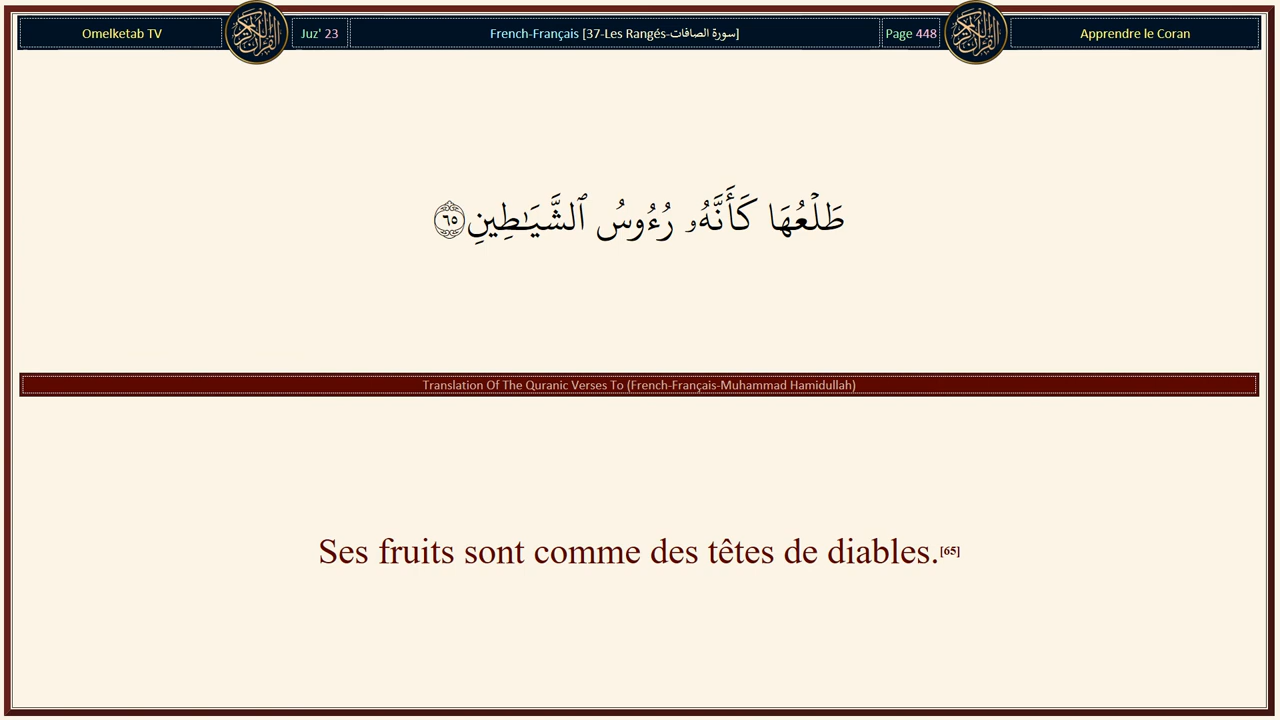 Omelketab TV
Juz' 23
French-Français [37-Les Rangés-سورة الصافات]
Page 448
Apprendre le Coran
طَلْعُهَا كَأَنَّهُۥ رُءُوسُ ٱلشَّيَـٰطِينِ ٦٥
Translation Of The Quranic Verses To (French-Français-Muhammad Hamidullah)
Ses fruits sont comme des têtes de diables.[65]